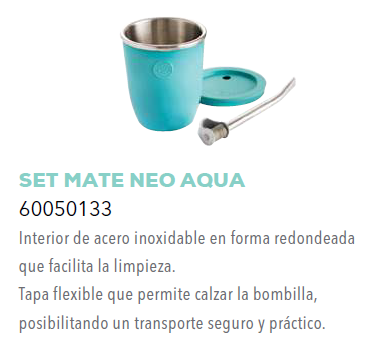 SET MATE NEO AQUA
60050133
Interior de acero inoxidable en forma redondeada
que facilita la limpieza.
Tapa flexible que permite calzar la bombilla,
posibilitando un transporte seguro y práctico.